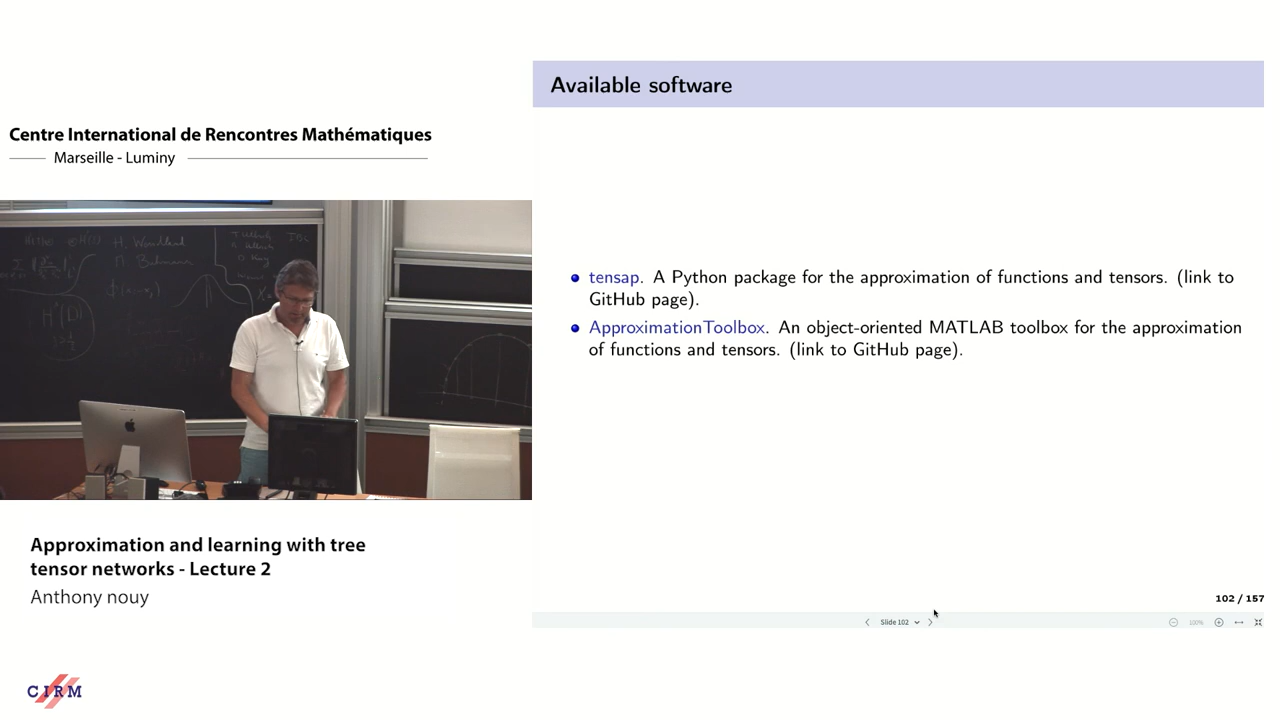 Centre International de Rencontres Mathématiques
Marseille - Luminy
Approximation and learning with tree
tensor networks - Lecture 2
Anthony nouy
CIRM
Available software
tensap. A Python package for the approximation of functions and tensors. (link to
GitHub page).
ApproximationToolbox. An object-oriented MATLAB toolbox for the approximation
of functions and tensors. (link to GitHub page).
102 / 157
Slide 102
100%